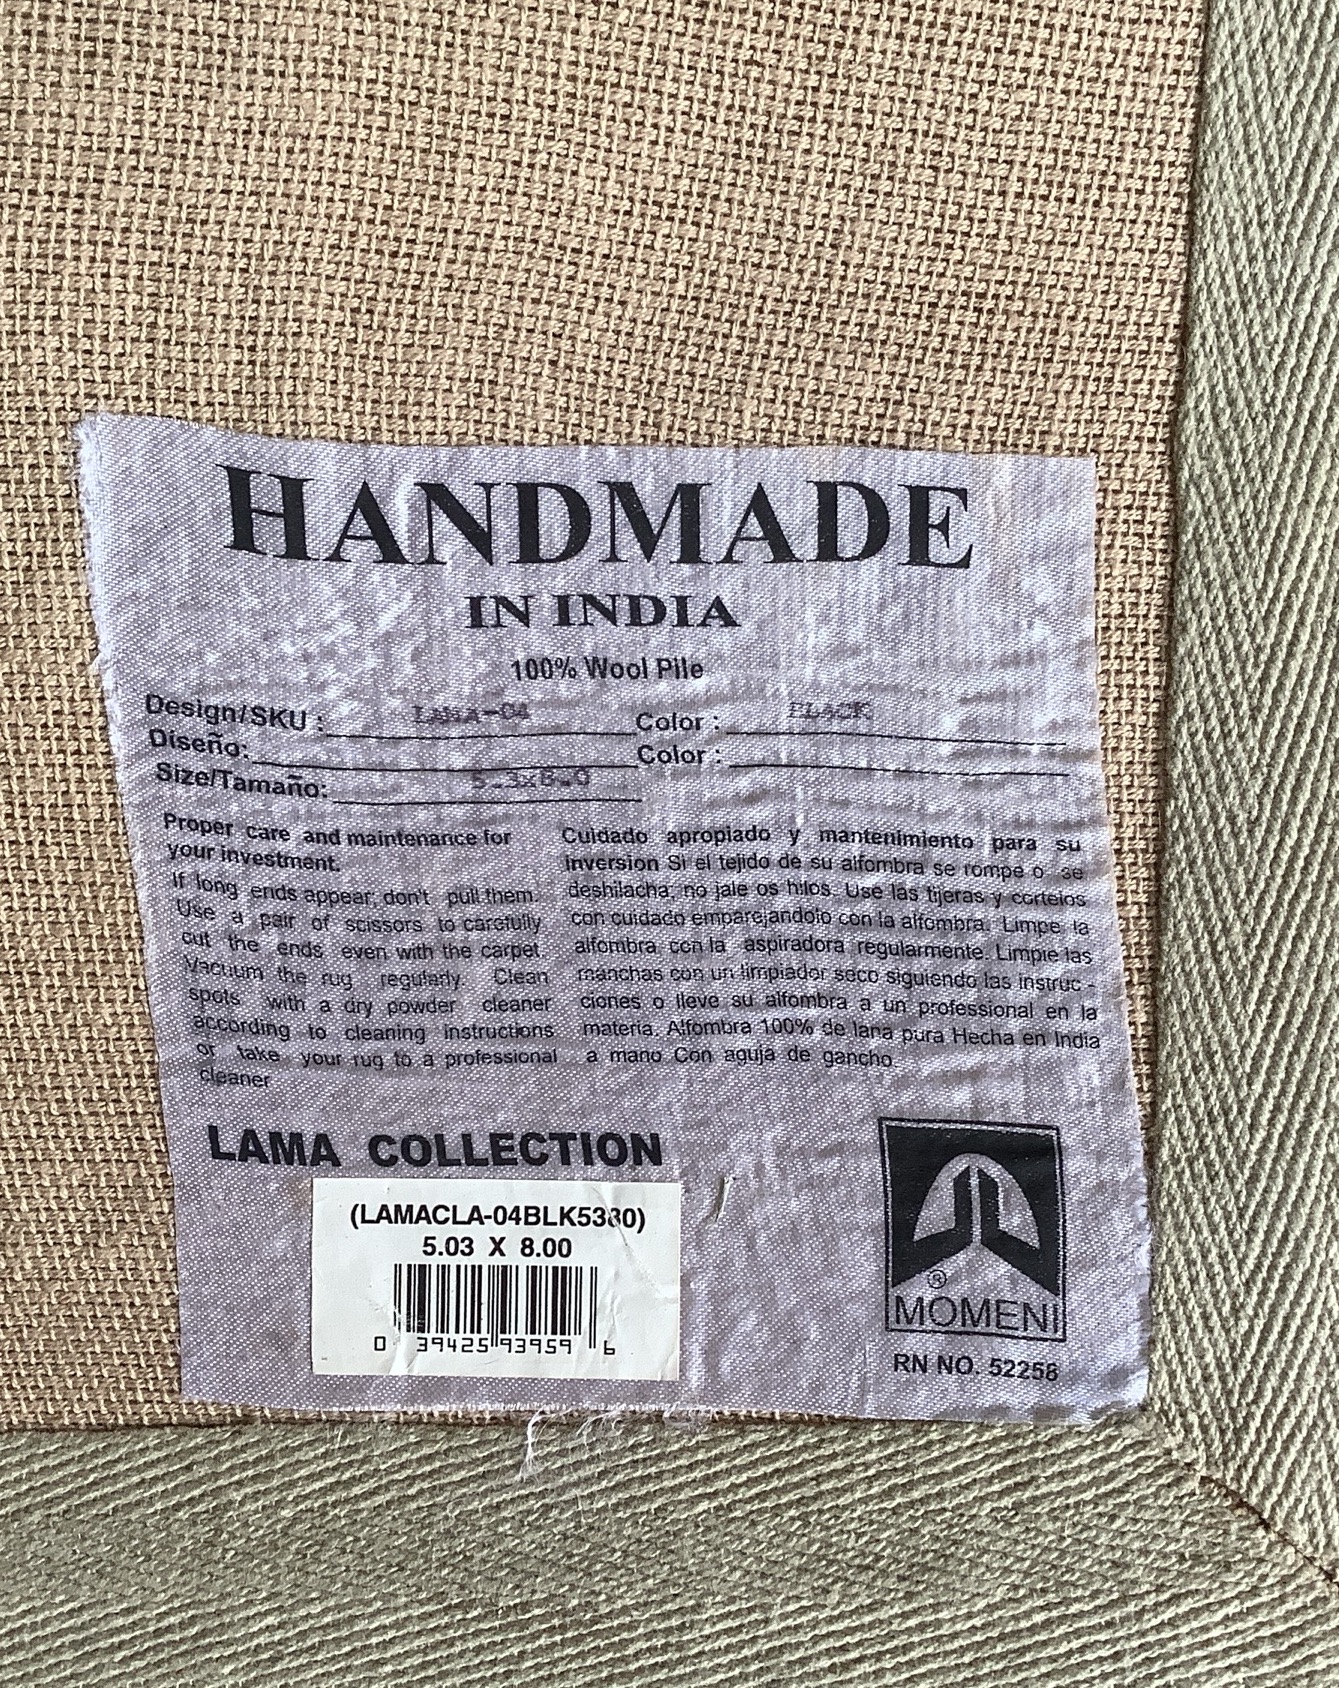 HANDMADE
IN INDIA
100% Wool Pile
Design/SKU : LAMA-04 Color : BLACK
Diseño: Color :
Size/Tamaño: 5.3x8.0
Proper care and maintenance for
your investment.
If long ends appear; don't pull them.
Use a pair of scissors to carefully
cut the ends even with the carpet.
Vacuum the rug regularly. Clean
spots with a dry powder cleaner
according to cleaning instructions
or take your rug to a professional
cleaner
Cuidado apropiado y mantenimiento para su
inversion Si el tejido de su alfombra se rompe o se
deshilacha; no jale os hilos. Use las tijeras y cortelos
con cuidado emparejandolo con la alfombra. Limpe la
alfombra con la aspiradora regularmente. Limpie las
manchas con un limpiador seco siguiendo las instruc -
ciones o lleve su alfombra a un professional en la
materia. Alfombra 100% de lana pura Hecha en India
a mano Con aguja de gancho
LAMA COLLECTION
(LAMACLA-04BLK5380)
5.03 X 8.00
0 39425 93959 6
®
MOMENI
RN NO. 52258